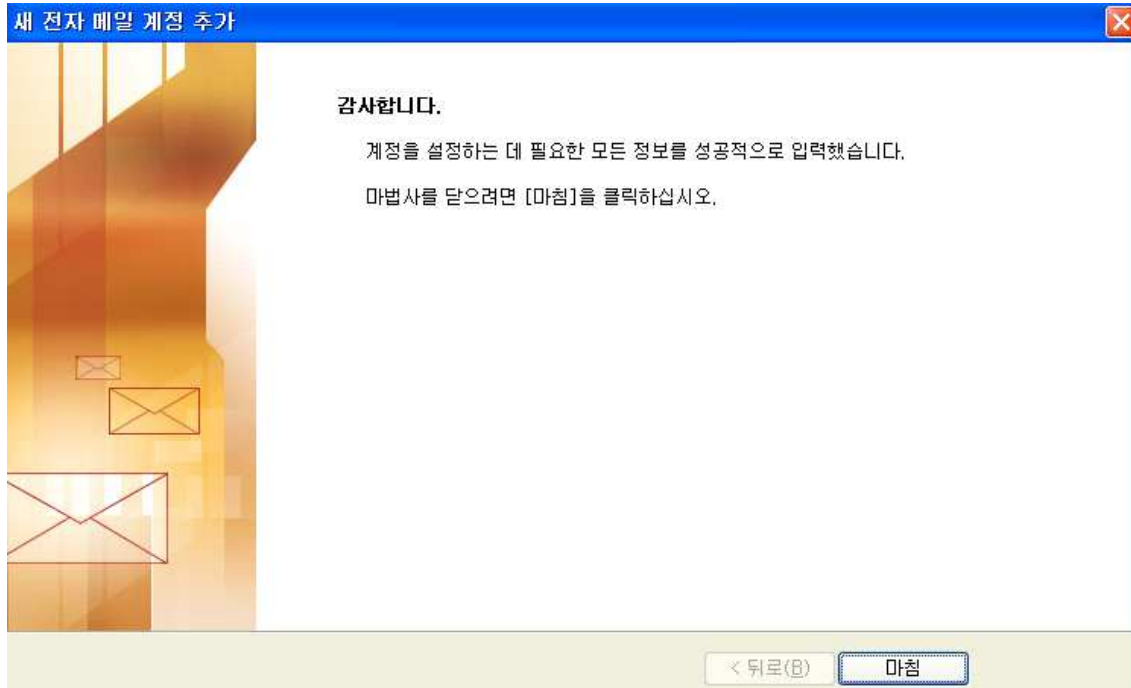 새 전자 메일 계정 추가
감사합니다.
계정을 설정하는 데 필요한 모든 정보를 성공적으로 입력했습니다.
마법사를 닫으려면 [마침]을 클릭하십시오.
< 뒤로(B)
마침